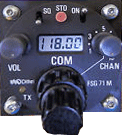 SQ STO ON
118.00
VOL COM CHAN
FSG 71 M
TX